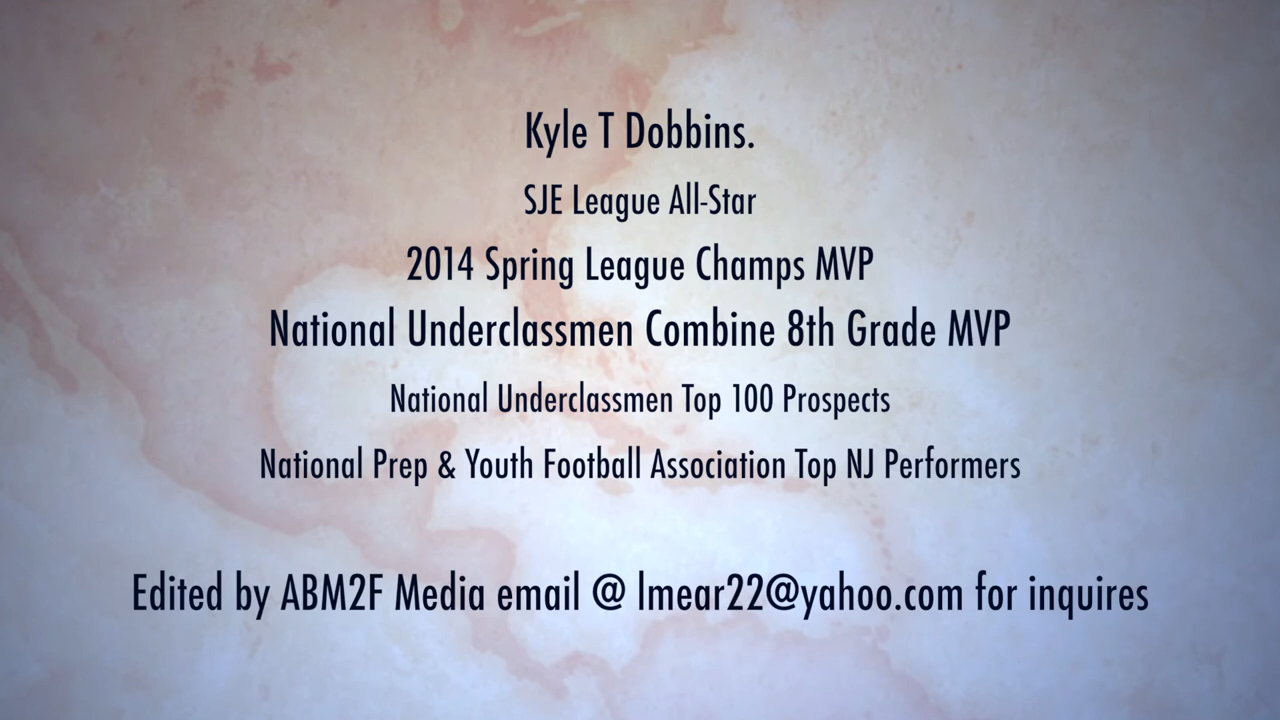 Kyle T Dobbins.
SJE League All-Star
2014 Spring League Champs MVP
National Underclassmen Combine 8th Grade MVP
National Underclassmen Top 100 Prospects
National Prep & Youth Football Association Top NJ Performers
Edited by ABM2F Media email @ lmear22@yahoo.com for inquires